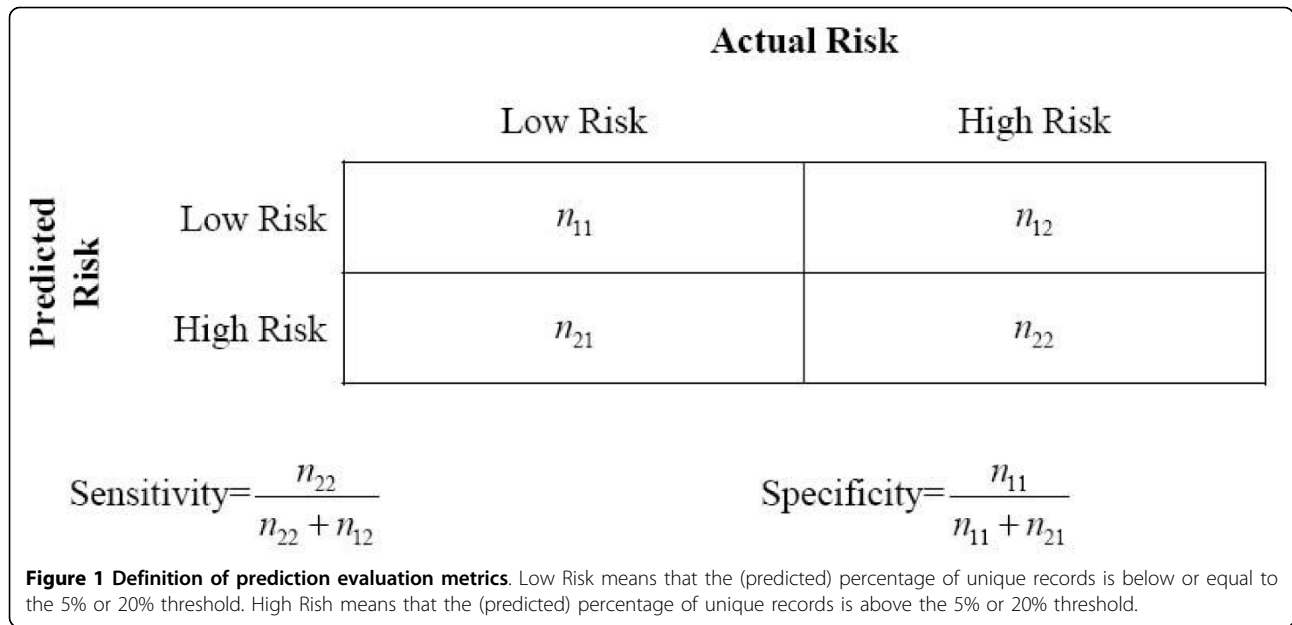 Actual Risk
Low Risk High Risk
Predicted
Risk
Low Risk n₁₁ n₁₂
High Risk n₂₁ n₂₂
Sensitivity= n₂₂ / n₂₂ + n₁₂ Specificity= n₁₁ / n₁₁ + n₂₁
Figure 1 Definition of prediction evaluation metrics. Low Risk means that the (predicted) percentage of unique records is below or equal to
the 5% or 20% threshold. High Rish means that the (predicted) percentage of unique records is above the 5% or 20% threshold.